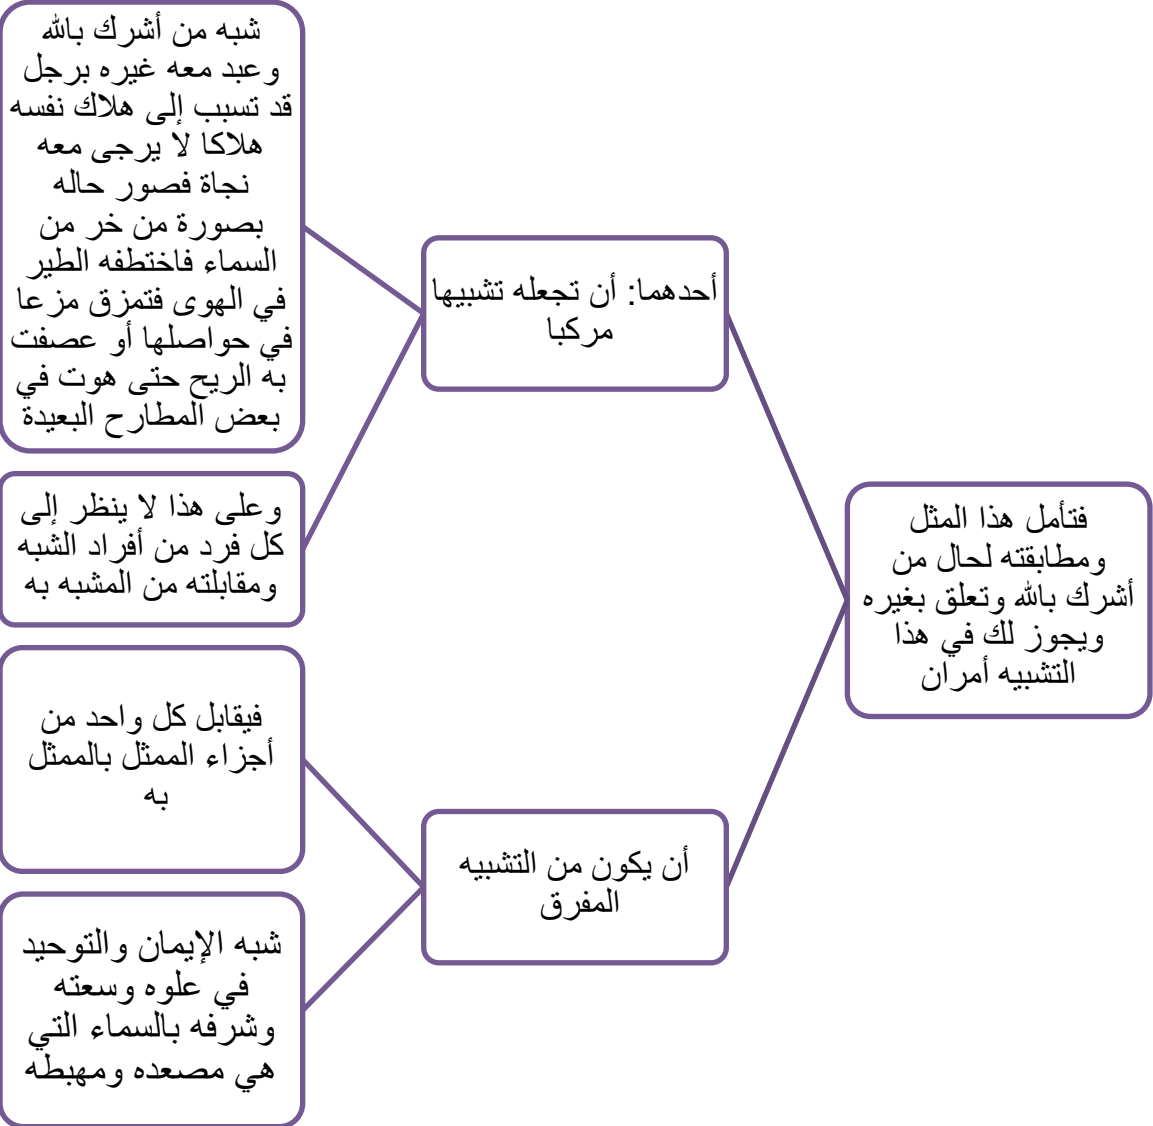 فتأمل هذا المثل
ومطابقته لحال من
أشرك بالله وتعلق بغيره
ويجوز لك في هذا
التشبيه أمران
أحدهما: أن تجعله تشبيها
مركبا
شبه من أشرك بالله
وعبد معه غيره برجل
قد تسبب إلى هلاك نفسه
هلاكا لا يرجى معه
نجاة فصور حاله
بصورة من خر من
السماء فاختطفه الطير
في الهوى فتمزق مزعا
في حواصلها أو عصفت
به الريح حتى هوت في
بعض المطارح البعيدة
وعلى هذا لا ينظر إلى
كل فرد من أفراد الشبه
ومقابلته من المشبه به
أن يكون من التشبيه
المفرق
فيقابل كل واحد من
أجزاء الممثل بالممثل
به
شبه الإيمان والتوحيد
في علوه وسعته
وشرفه بالسماء التي
هي مصعده ومهبطه